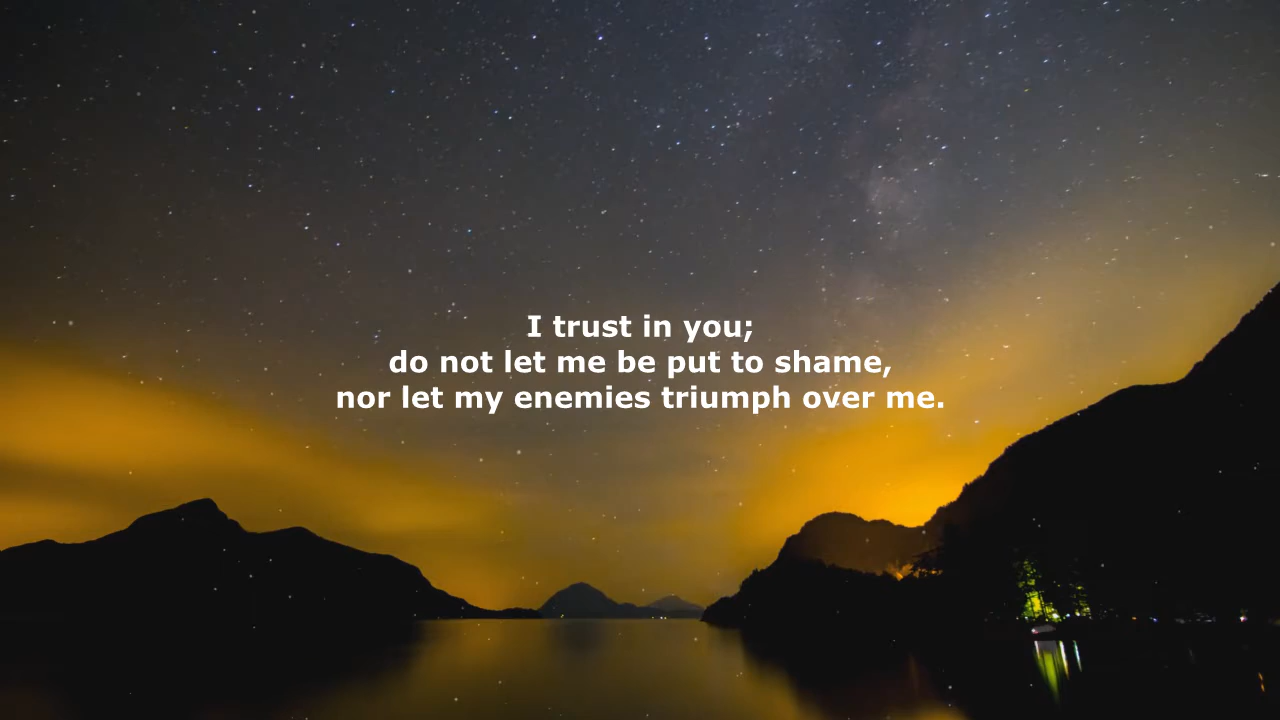 I trust in you;
do not let me be put to shame,
nor let my enemies triumph over me.